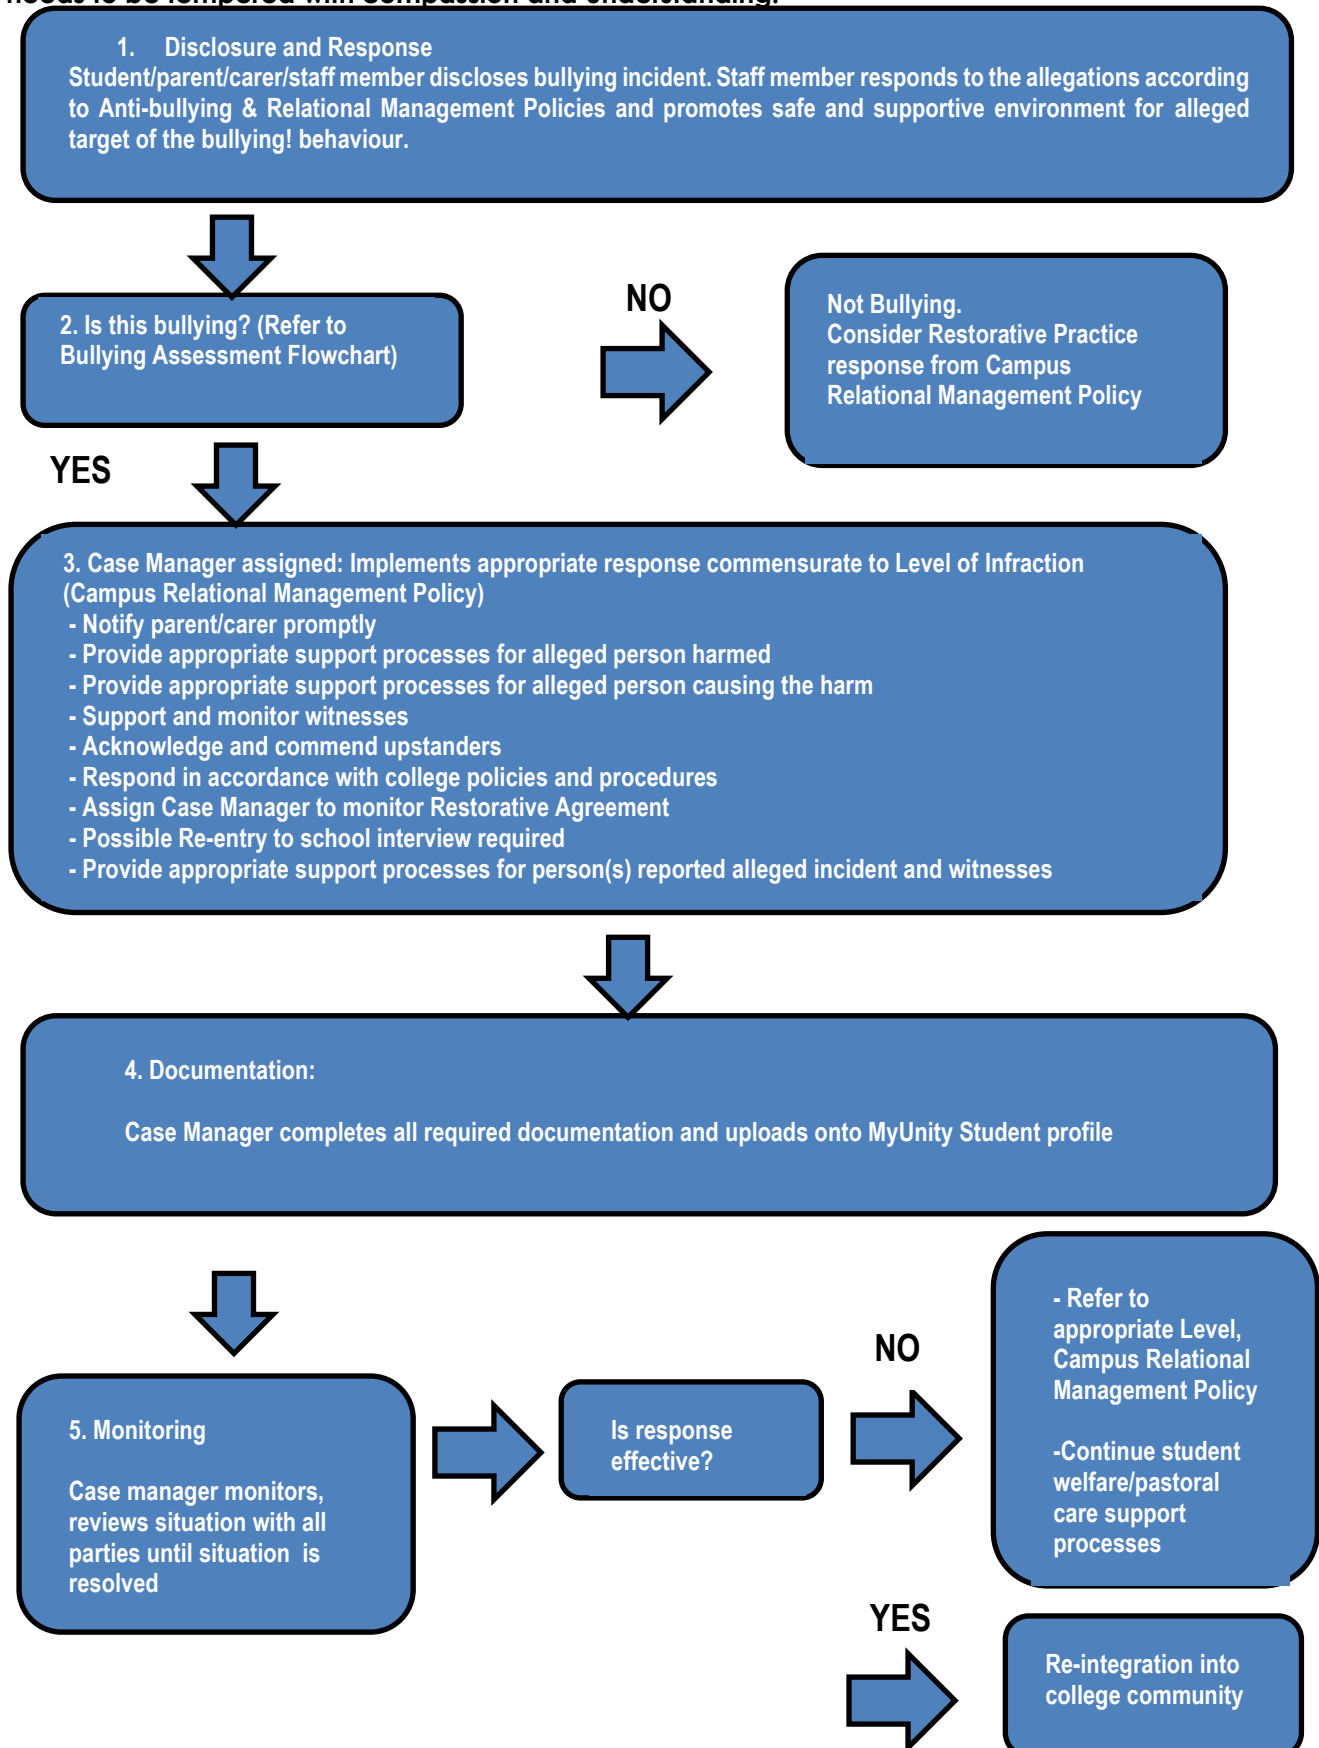 needs to be tempered with compassion and understanding.
1. Disclosure and Response
Student/parent/carer/staff member discloses bullying incident. Staff member responds to the allegations according
to Anti-bullying & Relational Management Policies and promotes safe and supportive environment for alleged
target of the bullying! behaviour.
NO
2. Is this bullying? (Refer to
Bullying Assessment Flowchart)
Not Bullying.
Consider Restorative Practice
response from Campus
Relational Management Policy
YES
3. Case Manager assigned: Implements appropriate response commensurate to Level of Infraction
(Campus Relational Management Policy)
- Notify parent/carer promptly
- Provide appropriate support processes for alleged person harmed
- Provide appropriate support processes for alleged person causing the harm
- Support and monitor witnesses
- Acknowledge and commend upstanders
- Respond in accordance with college policies and procedures
- Assign Case Manager to monitor Restorative Agreement
- Possible Re-entry to school interview required
- Provide appropriate support processes for person(s) reported alleged incident and witnesses
4. Documentation:
Case Manager completes all required documentation and uploads onto MyUnity Student profile
5. Monitoring
Case manager monitors,
reviews situation with all
parties until situation is
resolved
Is response
effective?
NO
- Refer to
appropriate Level,
Campus Relational
Management Policy
-Continue student
welfare/pastoral
care support
processes
YES
Re-integration into
college community